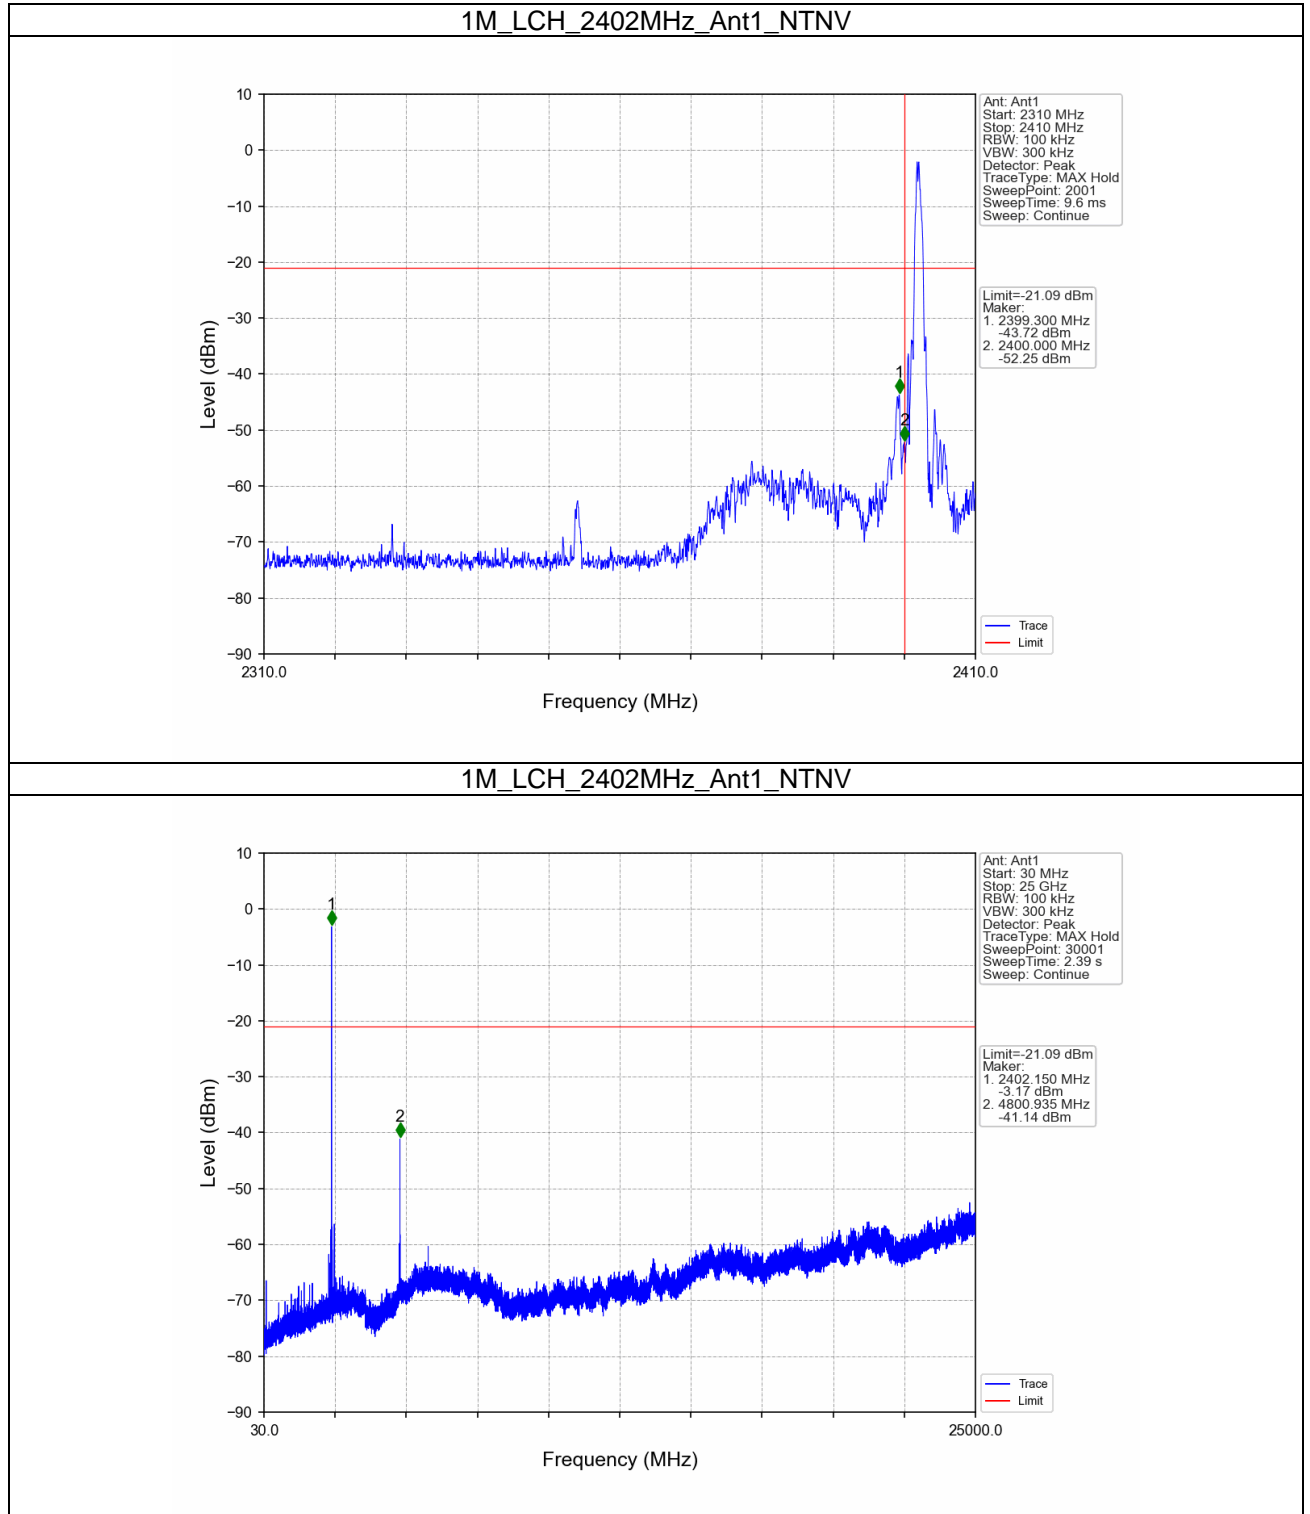 1M_LCH_2402MHz_Ant1_NTNV
10
0
−10
−20
−30
−40
−50
−60
−70
−80
−90
Level (dBm)
2310.0
2410.0
Frequency (MHz)
1
2
Ant: Ant1
Start: 2310 MHz
Stop: 2410 MHz
RBW: 100 kHz
VBW: 300 kHz
Detector: Peak
TraceType: MAX Hold
SweepPoint: 2001
SweepTime: 9.6 ms
Sweep: Continue
Limit=-21.09 dBm
Maker:
1. 2399.300 MHz
-43.72 dBm
2. 2400.000 MHz
-52.25 dBm
Trace
Limit
1M_LCH_2402MHz_Ant1_NTNV
10
0
−10
−20
−30
−40
−50
−60
−70
−80
−90
Level (dBm)
30.0
25000.0
Frequency (MHz)
1
2
Ant: Ant1
Start: 30 MHz
Stop: 25 GHz
RBW: 100 kHz
VBW: 300 kHz
Detector: Peak
TraceType: MAX Hold
SweepPoint: 30001
SweepTime: 2.39 s
Sweep: Continue
Limit=-21.09 dBm
Maker:
1. 2402.150 MHz
-3.17 dBm
2. 4800.935 MHz
-41.14 dBm
Trace
Limit